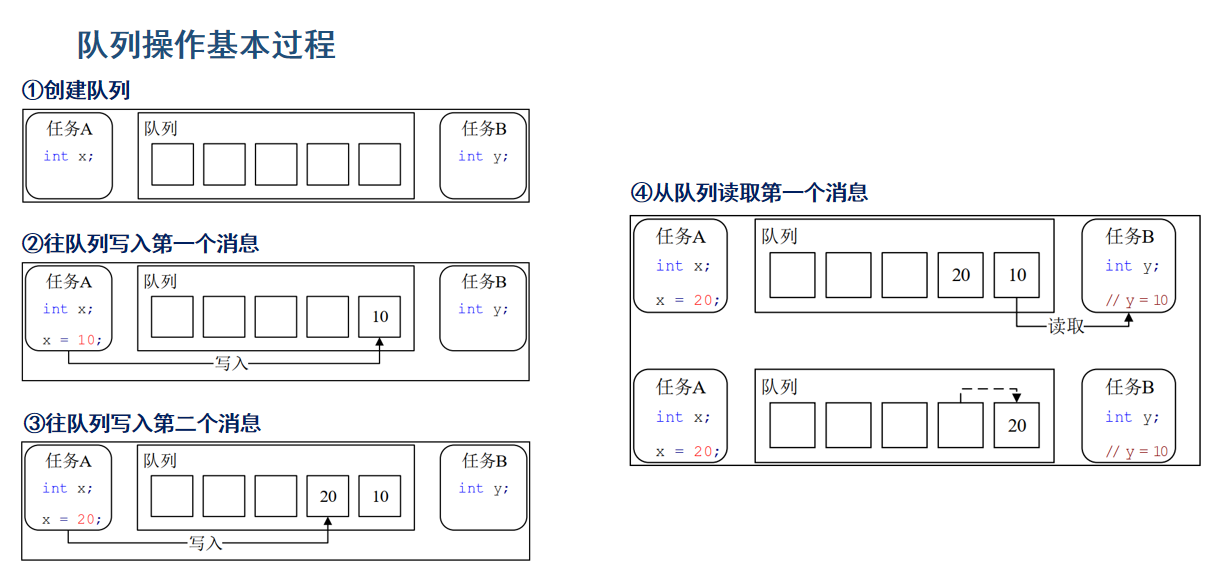 队列操作基本过程
①创建队列
任务A
int x;
队列
任务B
int y;
②往队列写入第一个消息
任务A
int x;
x = 10;
队列
10
任务B
int y;
写入
③往队列写入第二个消息
任务A
int x;
x = 20;
队列
20 10
任务B
int y;
写入
④从队列读取第一个消息
任务A
int x;
x = 20;
队列
20 10
任务B
int y;
// y = 10
读取
任务A
int x;
x = 20;
队列
20
任务B
int y;
// y = 10